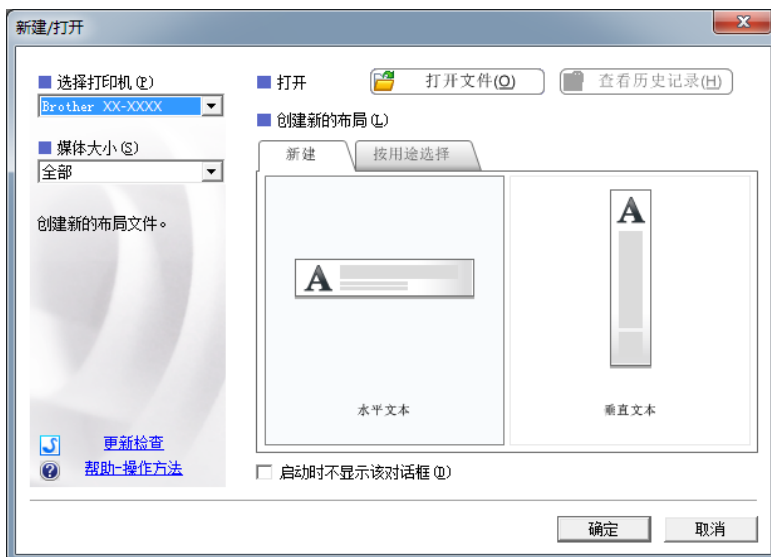 新建/打开
选择打印机(P)
Brother XX-XXXX
媒体大小(S)
全部
创建新的布局文件。
更新检查
帮助-操作方法
打开
打开文件(O)
查看历史记录(H)
创建新的布局(L)
新建
按用途选择
A
水平文本
A
垂直文本
启动时不显示该对话框(D)
确定
取消